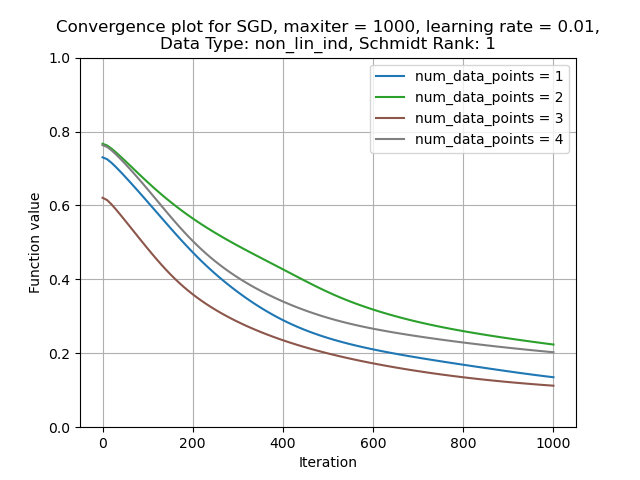 Convergence plot for SGD, maxiter = 1000, learning rate = 0.01,
Data Type: non_lin_ind, Schmidt Rank: 1
num_data_points = 1
num_data_points = 2
num_data_points = 3
num_data_points = 4
Function value
1.0
0.8
0.6
0.4
0.2
0.0
0 200 400 600 800 1000
Iteration